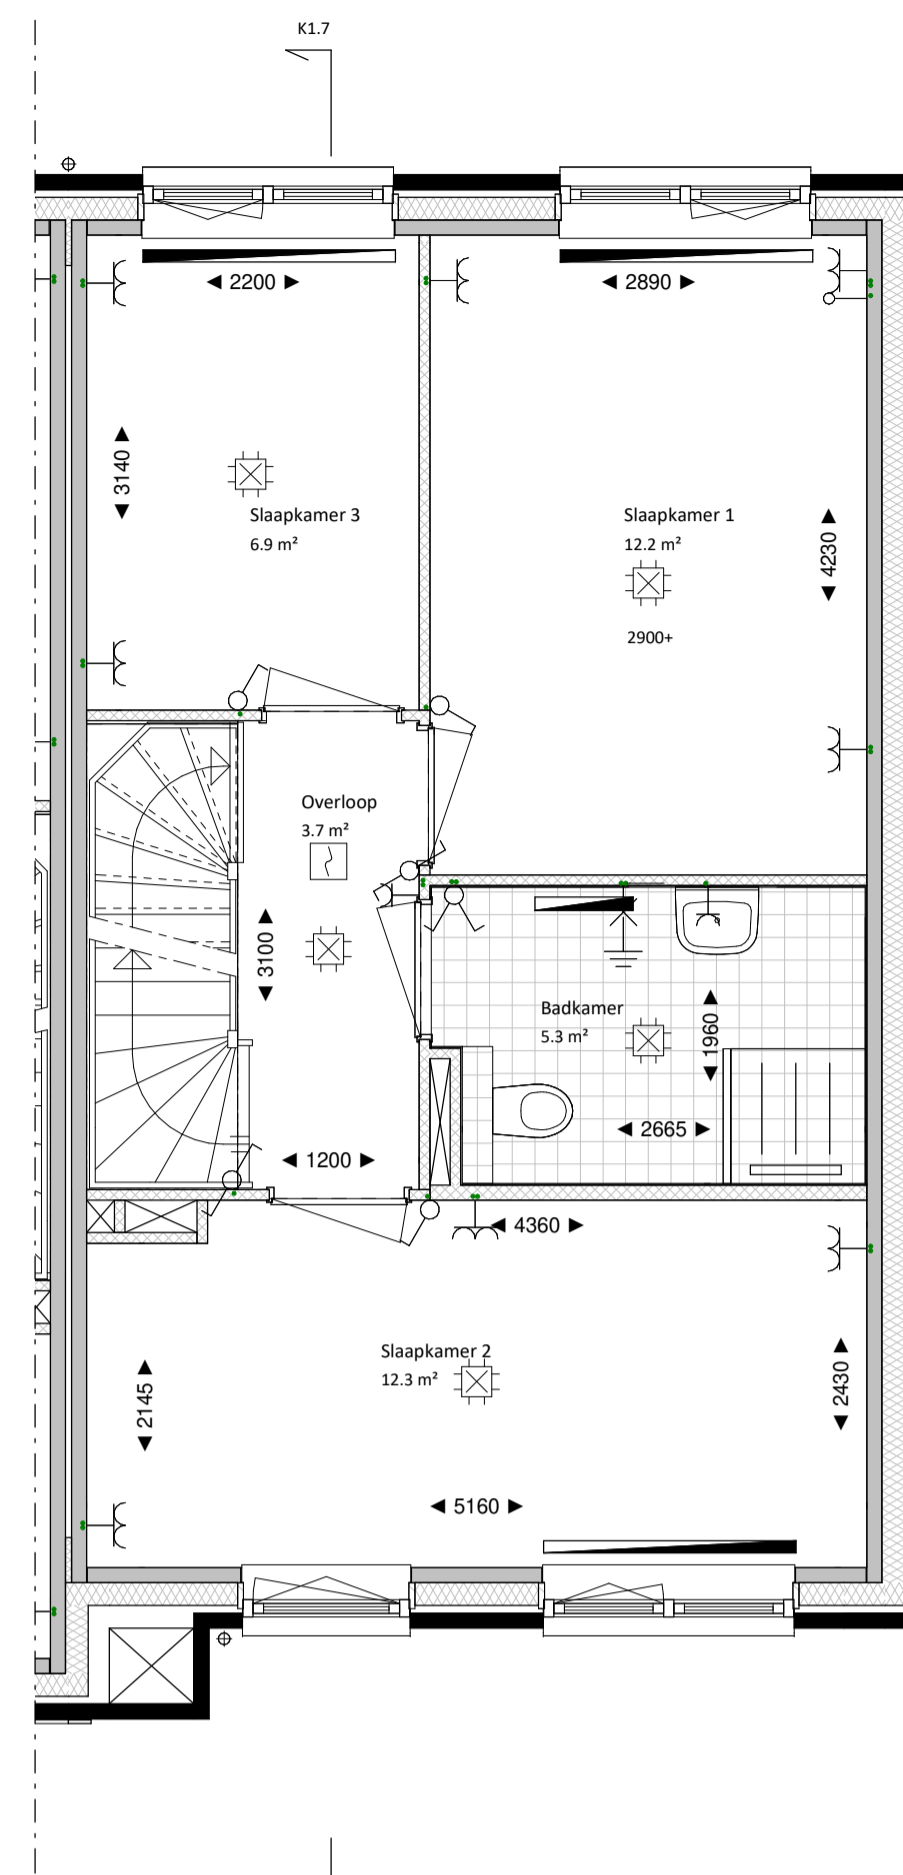 K1.7
2200
2890
3140
Slaapkamer 3
6.9 m²
Slaapkamer 1
12.2 m²
4230
2900+
Overloop
3.7 m²
3100
Badkamer
5.3 m²
1960
2665
1200
4360
Slaapkamer 2
12.3 m²
2145
2430
5160